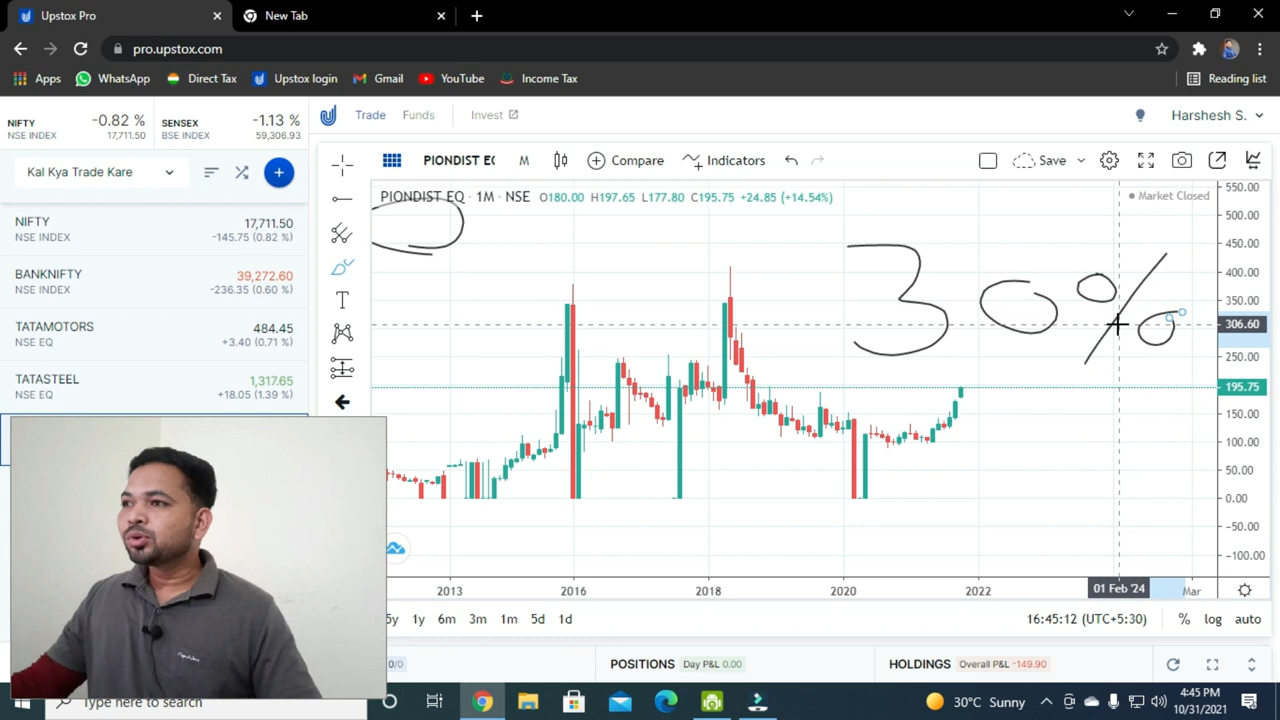 Upstox Pro
New Tab
pro.upstox.com
Apps
WhatsApp
Direct Tax
Upstox login
Gmail
YouTube
Income Tax
Reading list
NIFTY
-0.82 %
NSE INDEX
17,711.50
SENSEX
-1.13 %
BSE INDEX
59,306.93
Trade
Funds
Invest
Harshesh S.
Kal Kya Trade Kare
PIONDIST EQ
M
Compare
Indicators
Save
NIFTY
17,711.50
NSE INDEX
-145.75 (0.82 %)
BANKNIFTY
39,272.60
NSE INDEX
-236.35 (0.60 %)
TATAMOTORS
484.45
NSE EQ
+3.40 (0.71 %)
TATASTEEL
1,317.65
NSE EQ
+18.05 (1.39 %)
PIONDIST EQ · 1M · NSE O180.00 H197.65 L177.80 C195.75 +24.85 (+14.54%)
Market Closed
30%
550.00
500.00
450.00
400.00
350.00
306.60
250.00
195.75
150.00
100.00
50.00
0.00
-50.00
-100.00
2013
2016
2018
2020
2022
01 Feb '24
Mar
5y 1y 6m 3m 1m 5d 1d
16:45:12 (UTC+5:30)
%
log
auto
0/0
POSITIONS
Day P&L 0.00
HOLDINGS
Overall P&L -149.90
Type here to search
30°C Sunny
4:45 PM
10/31/2021